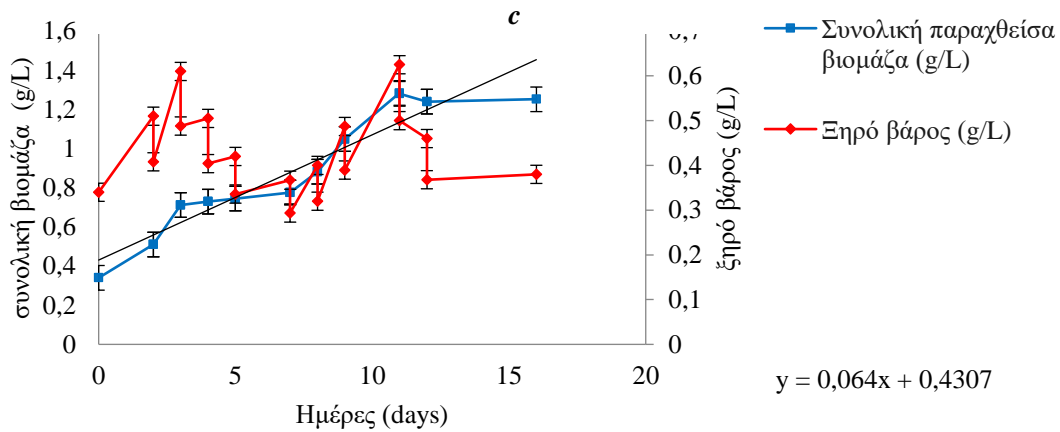 c
συνολική βιομάζα (g/L)
1,6
1,4
1,2
1
0,8
0,6
0,4
0,2
0
0,7
0,6
0,5
0,4
0,3
0,2
0,1
0
ξηρό βάρος (g/L)
0 5 10 15 20
Ημέρες (days)
Συνολική παραχθείσα
βιομάζα (g/L)
Ξηρό βάρος (g/L)
y = 0,064x + 0,4307